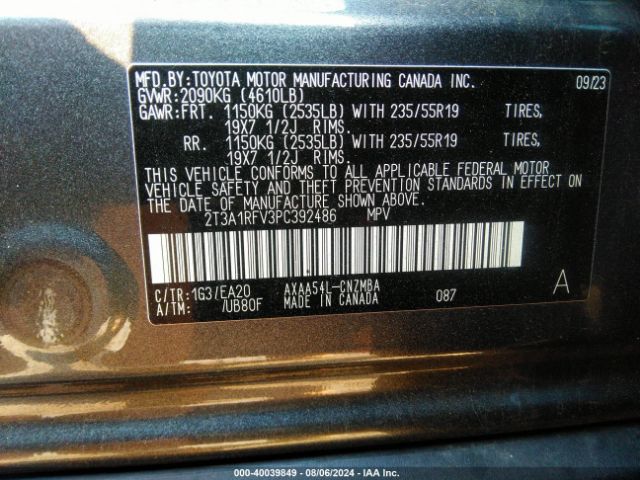 MFD.BY:TOYOTA MOTOR MANUFACTURING CANADA INC. 09/23
GVWR:2090KG (4610LB)
GAWR:FRT. 1150KG (2535LB) WITH 235/55R19 TIRES,
19X7 1/2J RIMS.
RR. 1150KG (2535LB) WITH 235/55R19 TIRES,
19X7 1/2J RIMS.
THIS VEHICLE CONFORMS TO ALL APPLICABLE FEDERAL MOTOR
VEHICLE SAFETY AND THEFT PREVENTION STANDARDS IN EFFECT ON
THE DATE OF MANUFACTURE SHOWN ABOVE.
2T3A1RFV3PC392486 MPV
C/TR:1G3/EA20 AXAA54L-CNZMBA
A/TM: /UB80F MADE IN CANADA 087 A
000-40039849 - 08/06/2024 - IAA Inc.